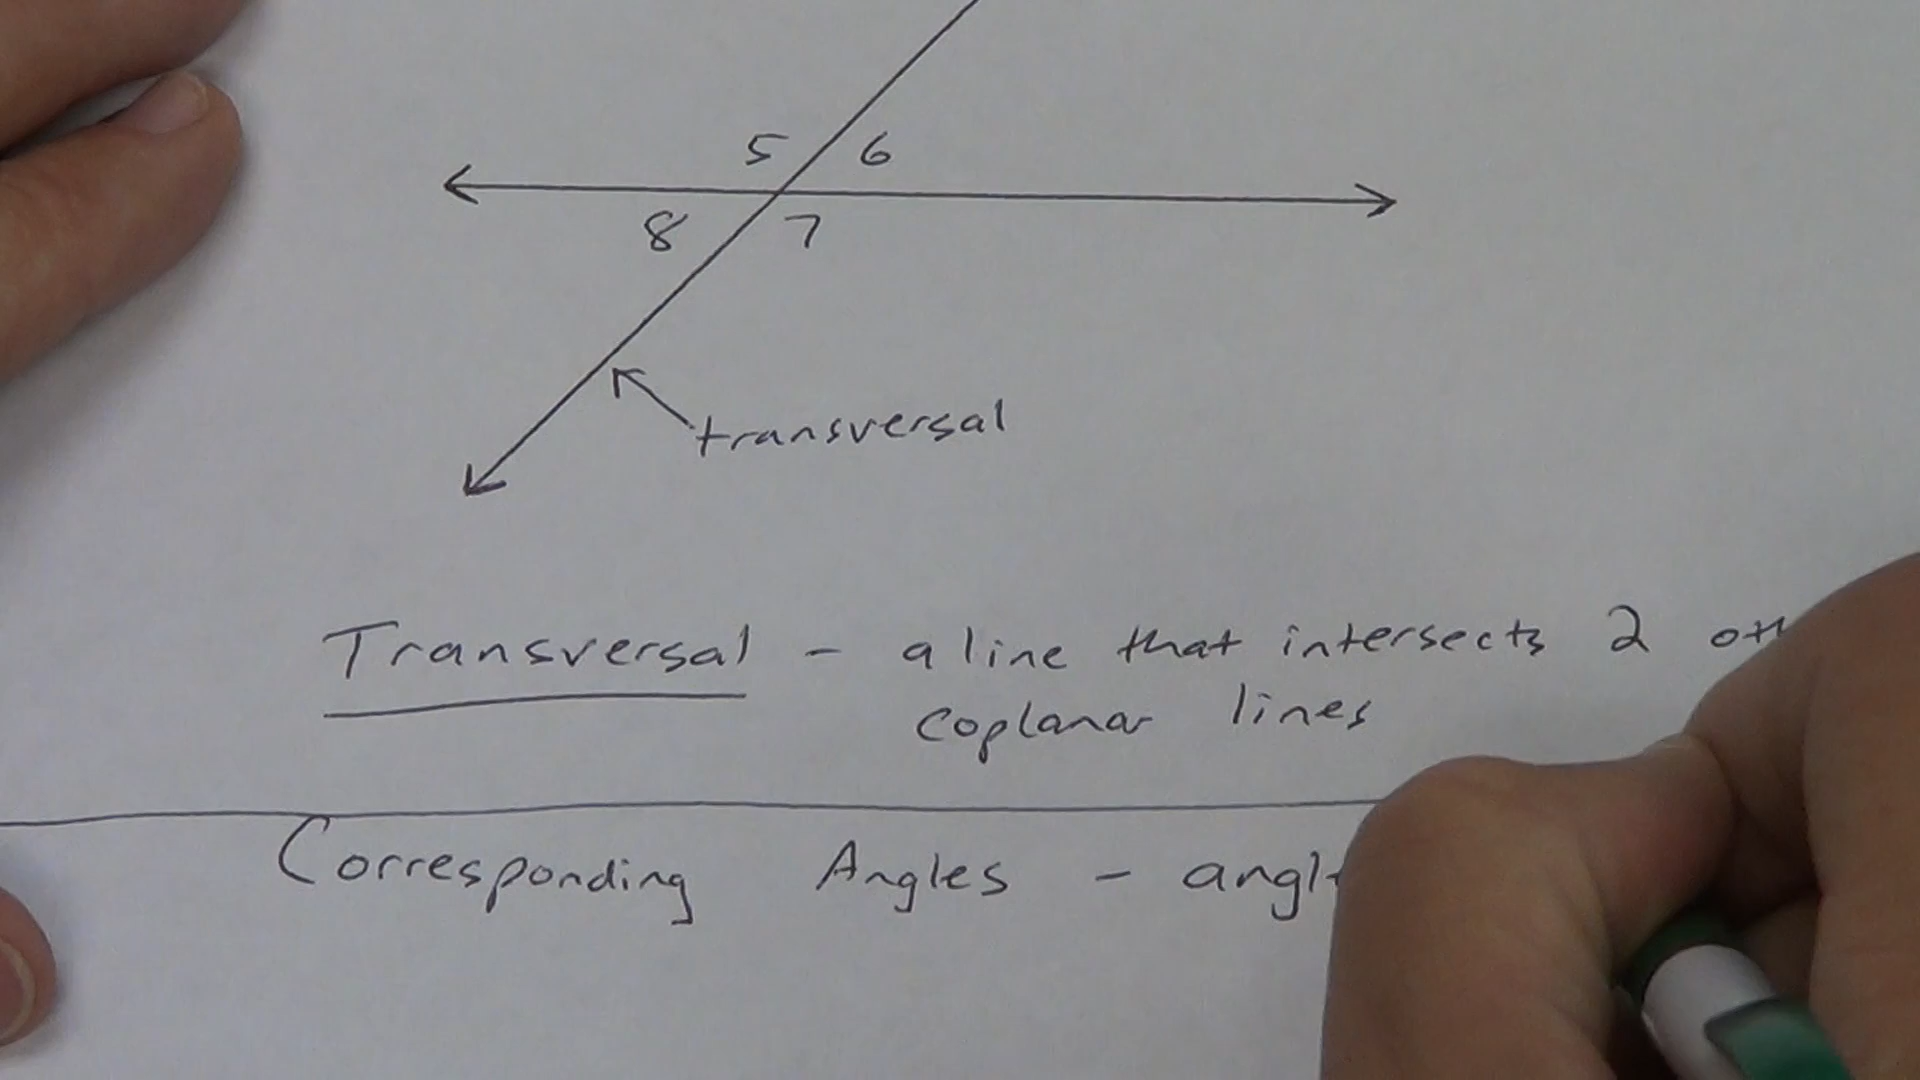 5 6
8 7
transversal
Transversal - a line that intersects 2
coplanar lines
Corresponding Angles -